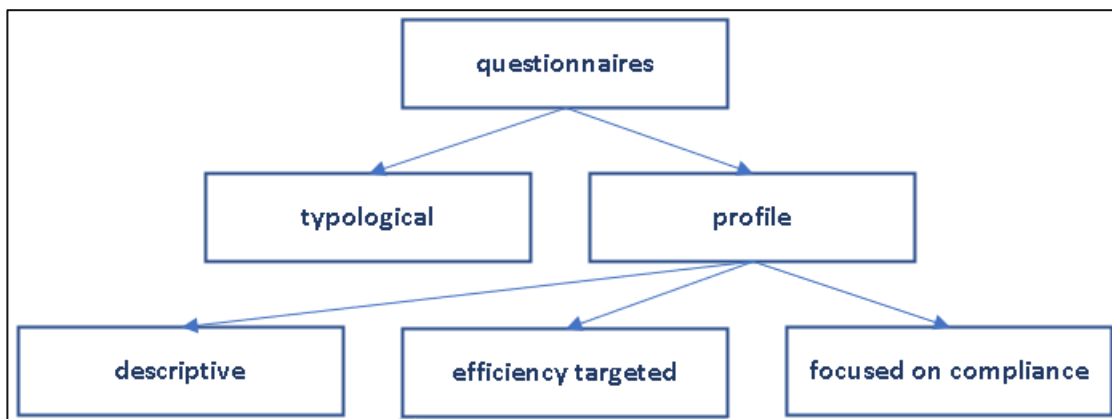 questionnaires
typological
profile
descriptive
efficiency targeted
focused on compliance